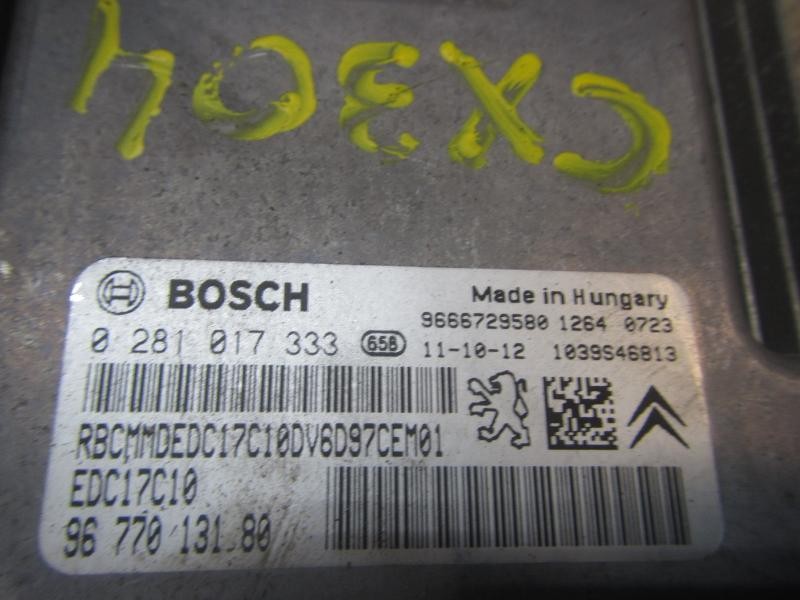 CX304
BOSCH
Made in Hungary
0 281 017 333
658
9666729580 1264 0723
11-10-12 1039S46813
RBCMMDEDC17C10DV6D97CEM01
EDC17C10
96 770 131 80